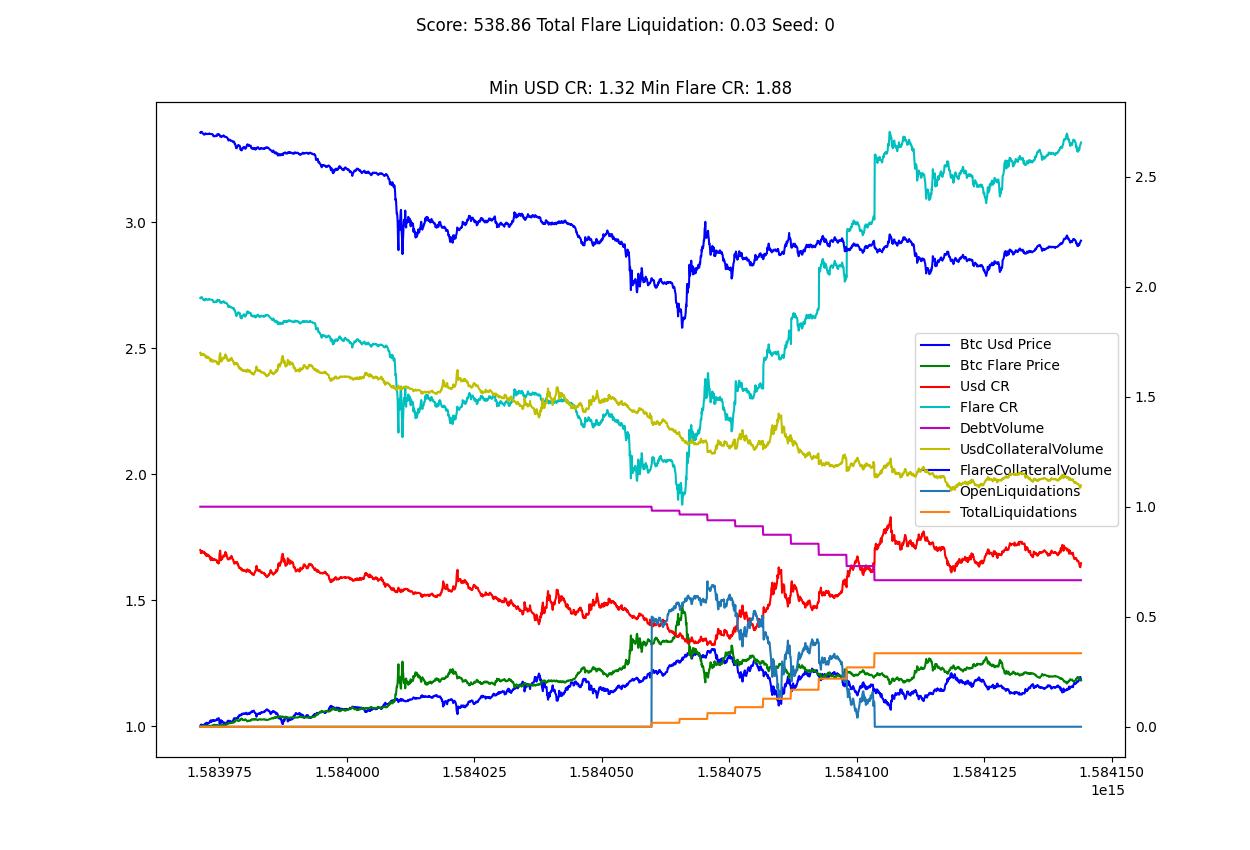 Score: 538.86 Total Flare Liquidation: 0.03 Seed: 0
Min USD CR: 1.32 Min Flare CR: 1.88
3.0
2.5
2.0
1.5
1.0
2.5
2.0
1.5
1.0
0.5
0.0
Btc Usd Price
Btc Flare Price
Usd CR
Flare CR
DebtVolume
UsdCollateralVolume
FlareCollateralVolume
OpenLiquidations
TotalLiquidations
1.583975 1.584000 1.584025 1.584050 1.584075 1.584100 1.584125 1.584150
1e15